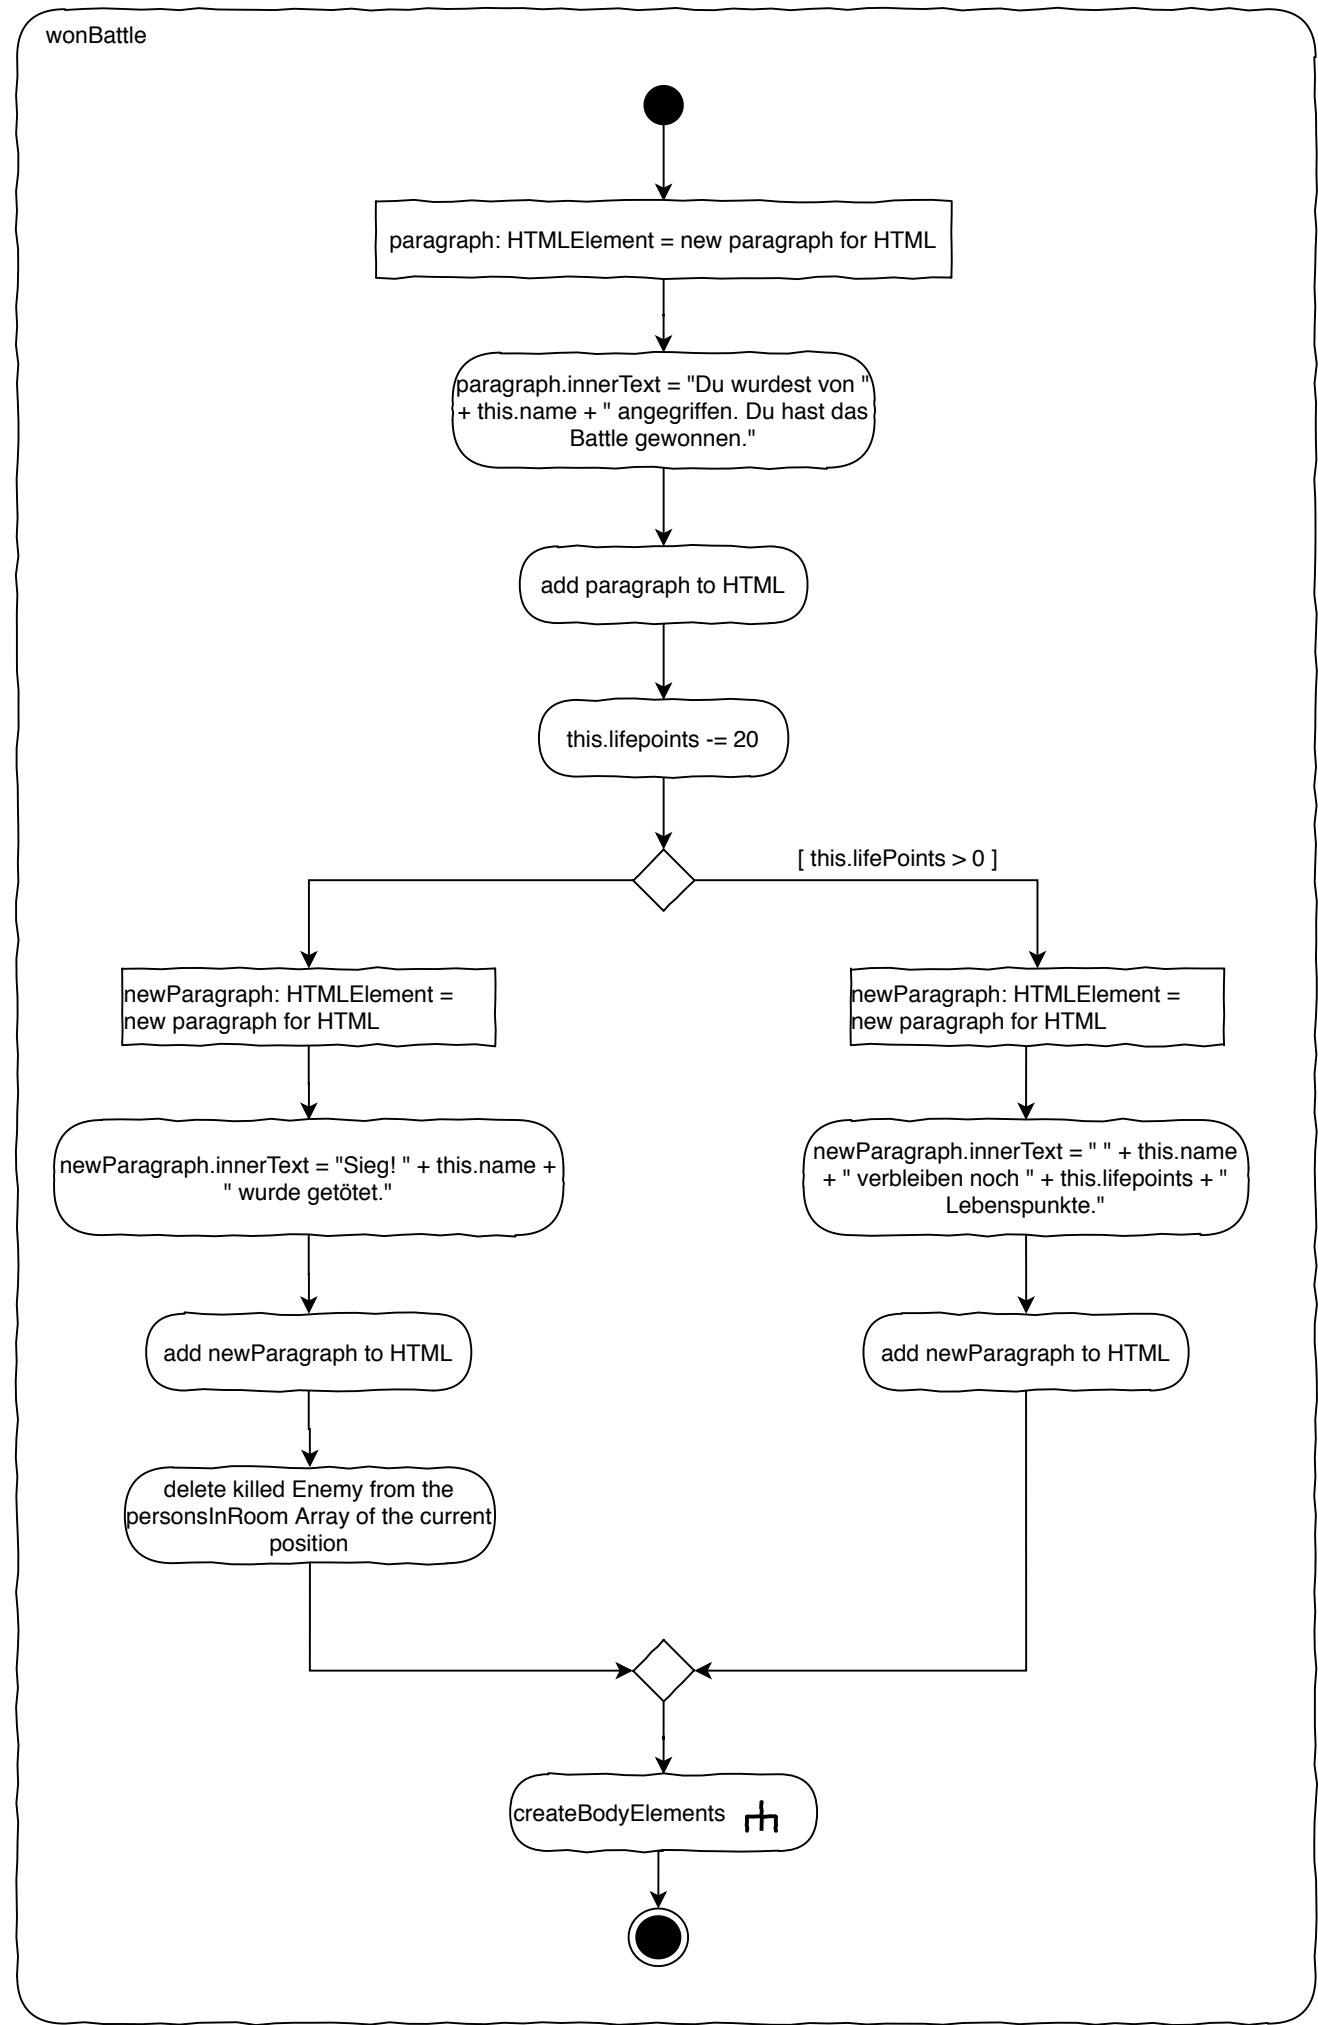 wonBattle
paragraph: HTMLElement = new paragraph for HTML
paragraph.innerText = "Du wurdest von "
+ this.name + " angegriffen. Du hast das
Battle gewonnen."
add paragraph to HTML
this.lifepoints -= 20
[ this.lifePoints > 0 ]
newParagraph: HTMLElement =
new paragraph for HTML
newParagraph.innerText = "Sieg! " + this.name +
" wurde getötet."
add newParagraph to HTML
delete killed Enemy from the
personsInRoom Array of the current
position
newParagraph: HTMLElement =
new paragraph for HTML
newParagraph.innerText = " " + this.name
+ " verbleiben noch " + this.lifepoints + "
Lebenspunkte."
add newParagraph to HTML
createBodyElements